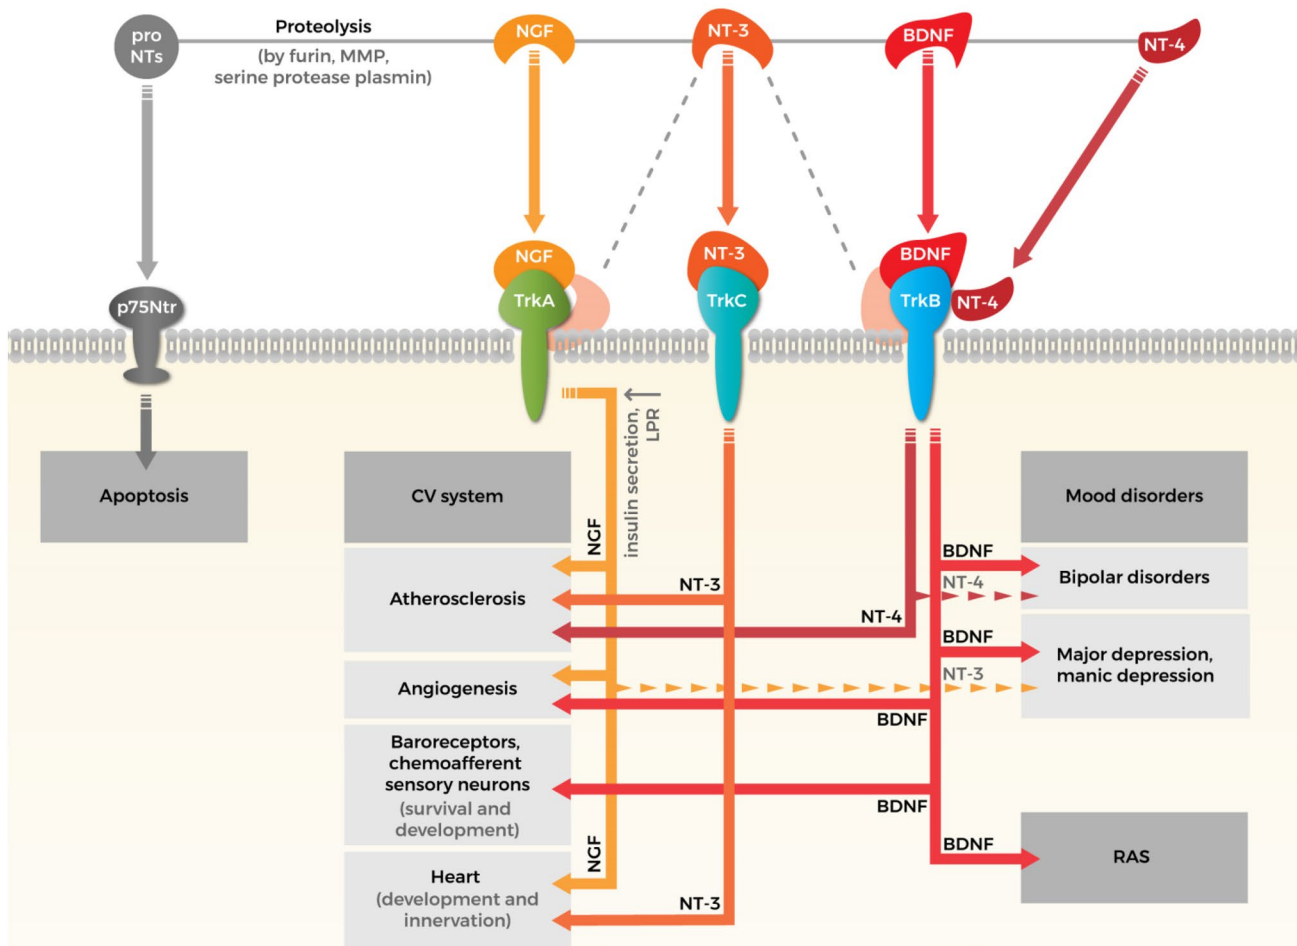 pro
NTs
Proteolysis
(by furin, MMP,
serine protease plasmin)
NGF
NT-3
BDNF
NT-4
NGF
NT-3
BDNF
p75Ntr
TrkA
TrkC
TrkB
NT-4
insulin secretion,
LPR
Apoptosis
CV system
Mood disorders
NGF
BDNF
Bipolar disorders
NT-4
NT-3
Atherosclerosis
NT-4
BDNF
Major depression,
manic depression
NT-3
Angiogenesis
BDNF
Baroreceptors,
chemoafferent
sensory neurons
(survival and
development)
BDNF
NGF
BDNF
RAS
Heart
(development and
innervation)
NT-3